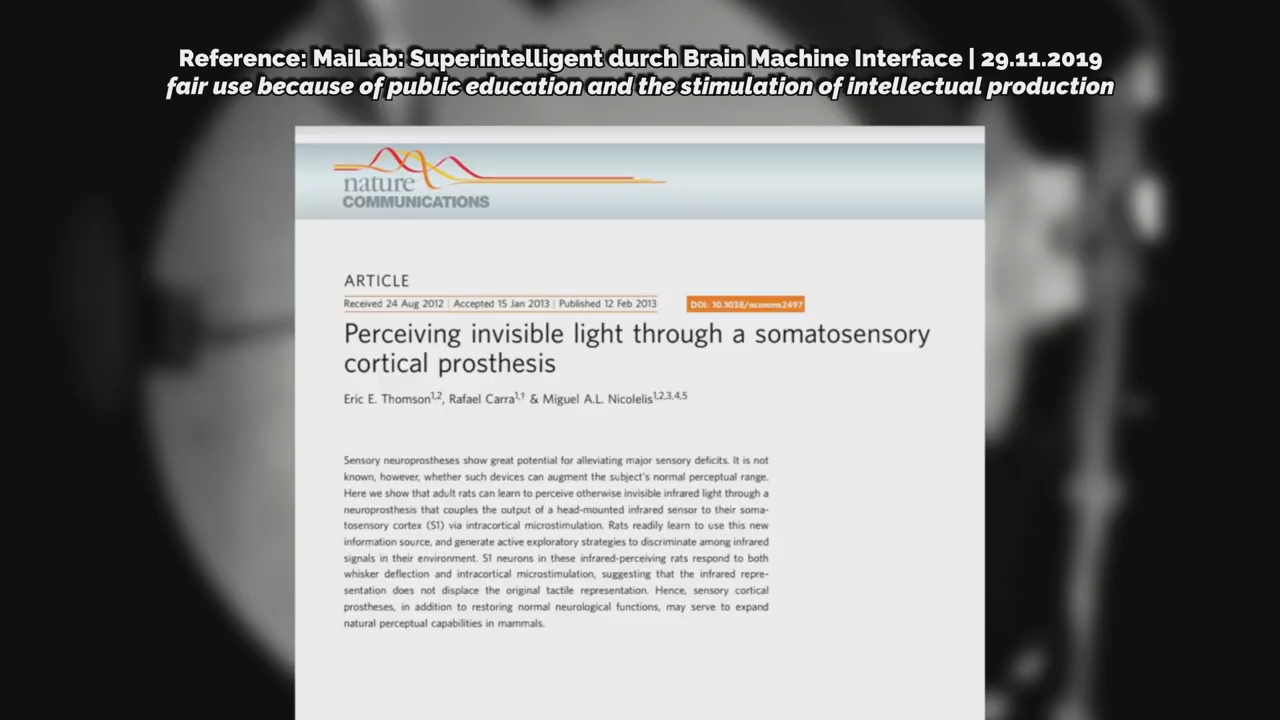 Reference: MaiLab: Superintelligent durch Brain Machine Interface | 29.11.2019
fair use because of public education and the stimulation of intellectual production
nature
COMMUNICATIONS
ARTICLE
Received 24 Aug 2012 | Accepted 15 Jan 2013 | Published 12 Feb 2013
DOI: 10.1038/ncomms2497
Perceiving invisible light through a somatosensory
cortical prosthesis
Eric E. Thomson1,2, Rafael Carra1,† & Miguel A.L. Nicolelis1,2,3,4,5
Sensory neuroprostheses show great potential for alleviating major sensory deficits. It is not
known, however, whether such devices can augment the subject's normal perceptual range.
Here we show that adult rats can learn to perceive otherwise invisible infrared light through a
neuroprosthesis that couples the output of a head-mounted infrared sensor to their soma-
tosensory cortex (S1) via intracortical microstimulation. Rats readily learn to use this new
information source, and generate active exploratory strategies to discriminate among infrared
signals in their environment. S1 neurons in these infrared-perceiving rats respond to both
whisker deflection and intracortical microstimulation, suggesting that the infrared repre-
sentation does not displace the original tactile representation. Hence, sensory cortical
prostheses, in addition to restoring normal neurological functions, may serve to expand
natural perceptual capabilities in mammals.